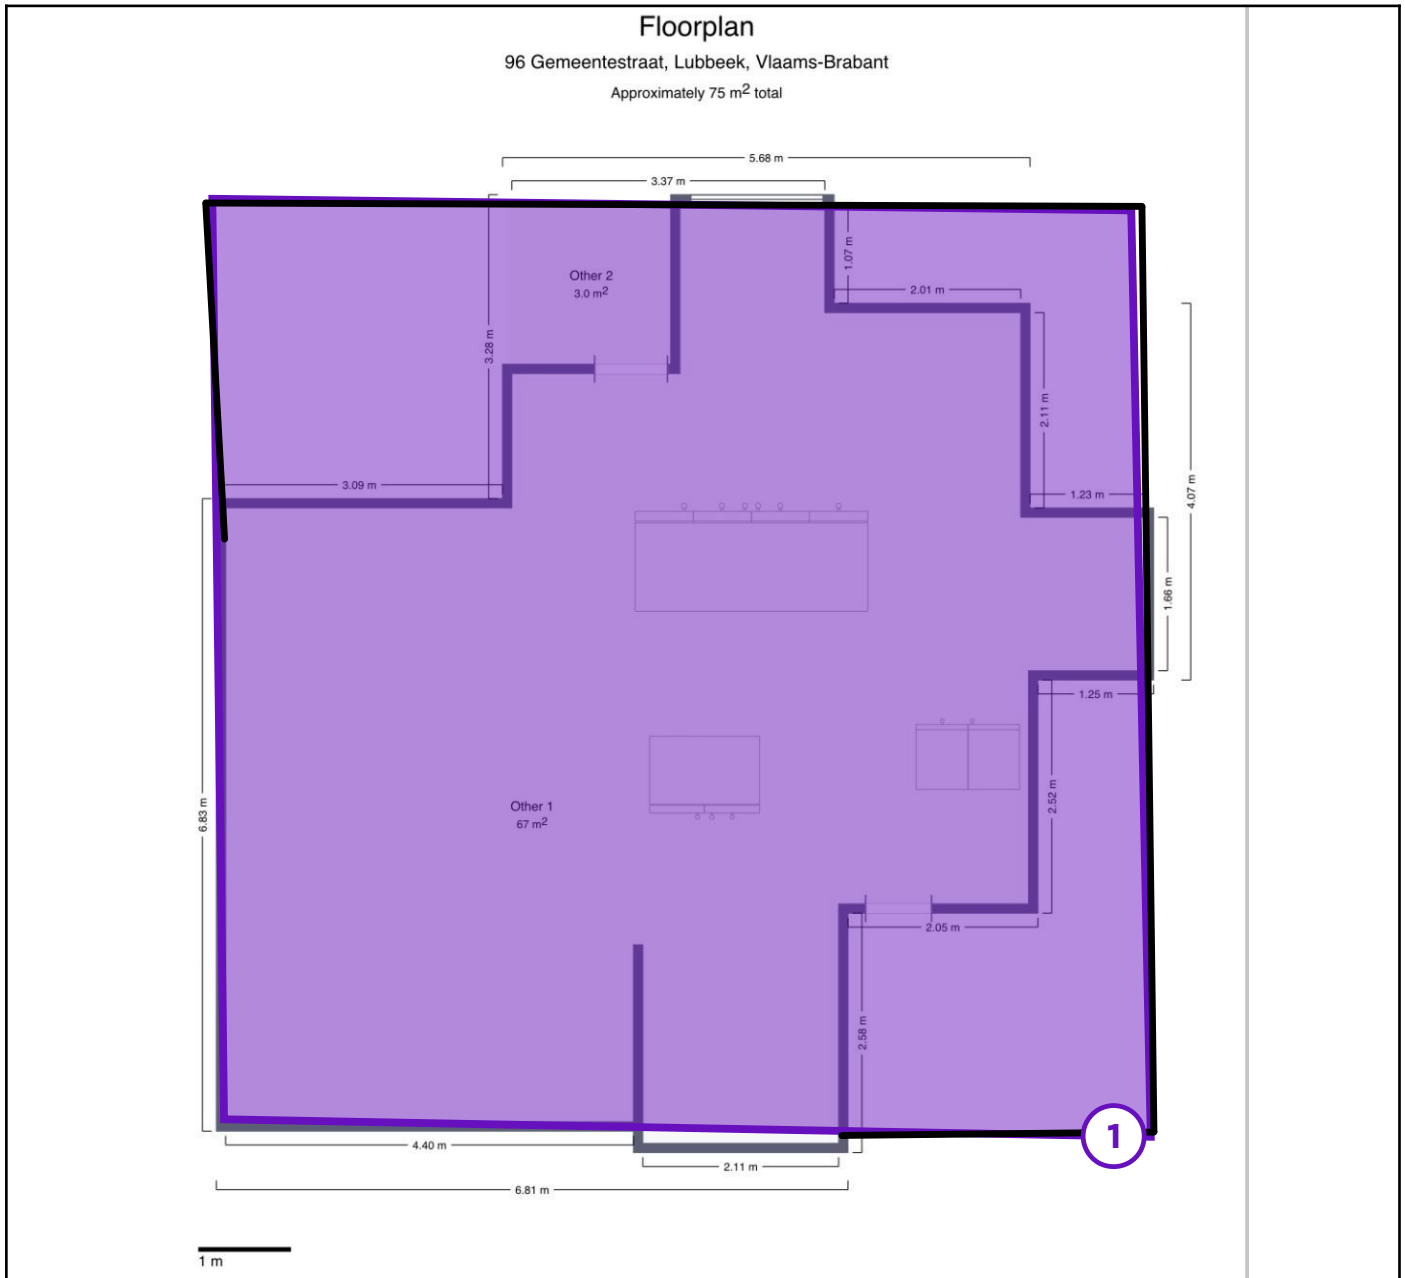 Floorplan
96 Gemeentestraat, Lubbeek, Vlaams-Brabant
Approximately 75 m² total
5.68 m
3.37 m
1.07 m
Other 2
3.0 m²
2.01 m
3.28 m
2.11 m
3.09 m
1.23 m
4.07 m
1.66 m
1.25 m
2.52 m
Other 1
67 m²
6.83 m
2.05 m
2.58 m
1
4.40 m
2.11 m
6.81 m
1 m